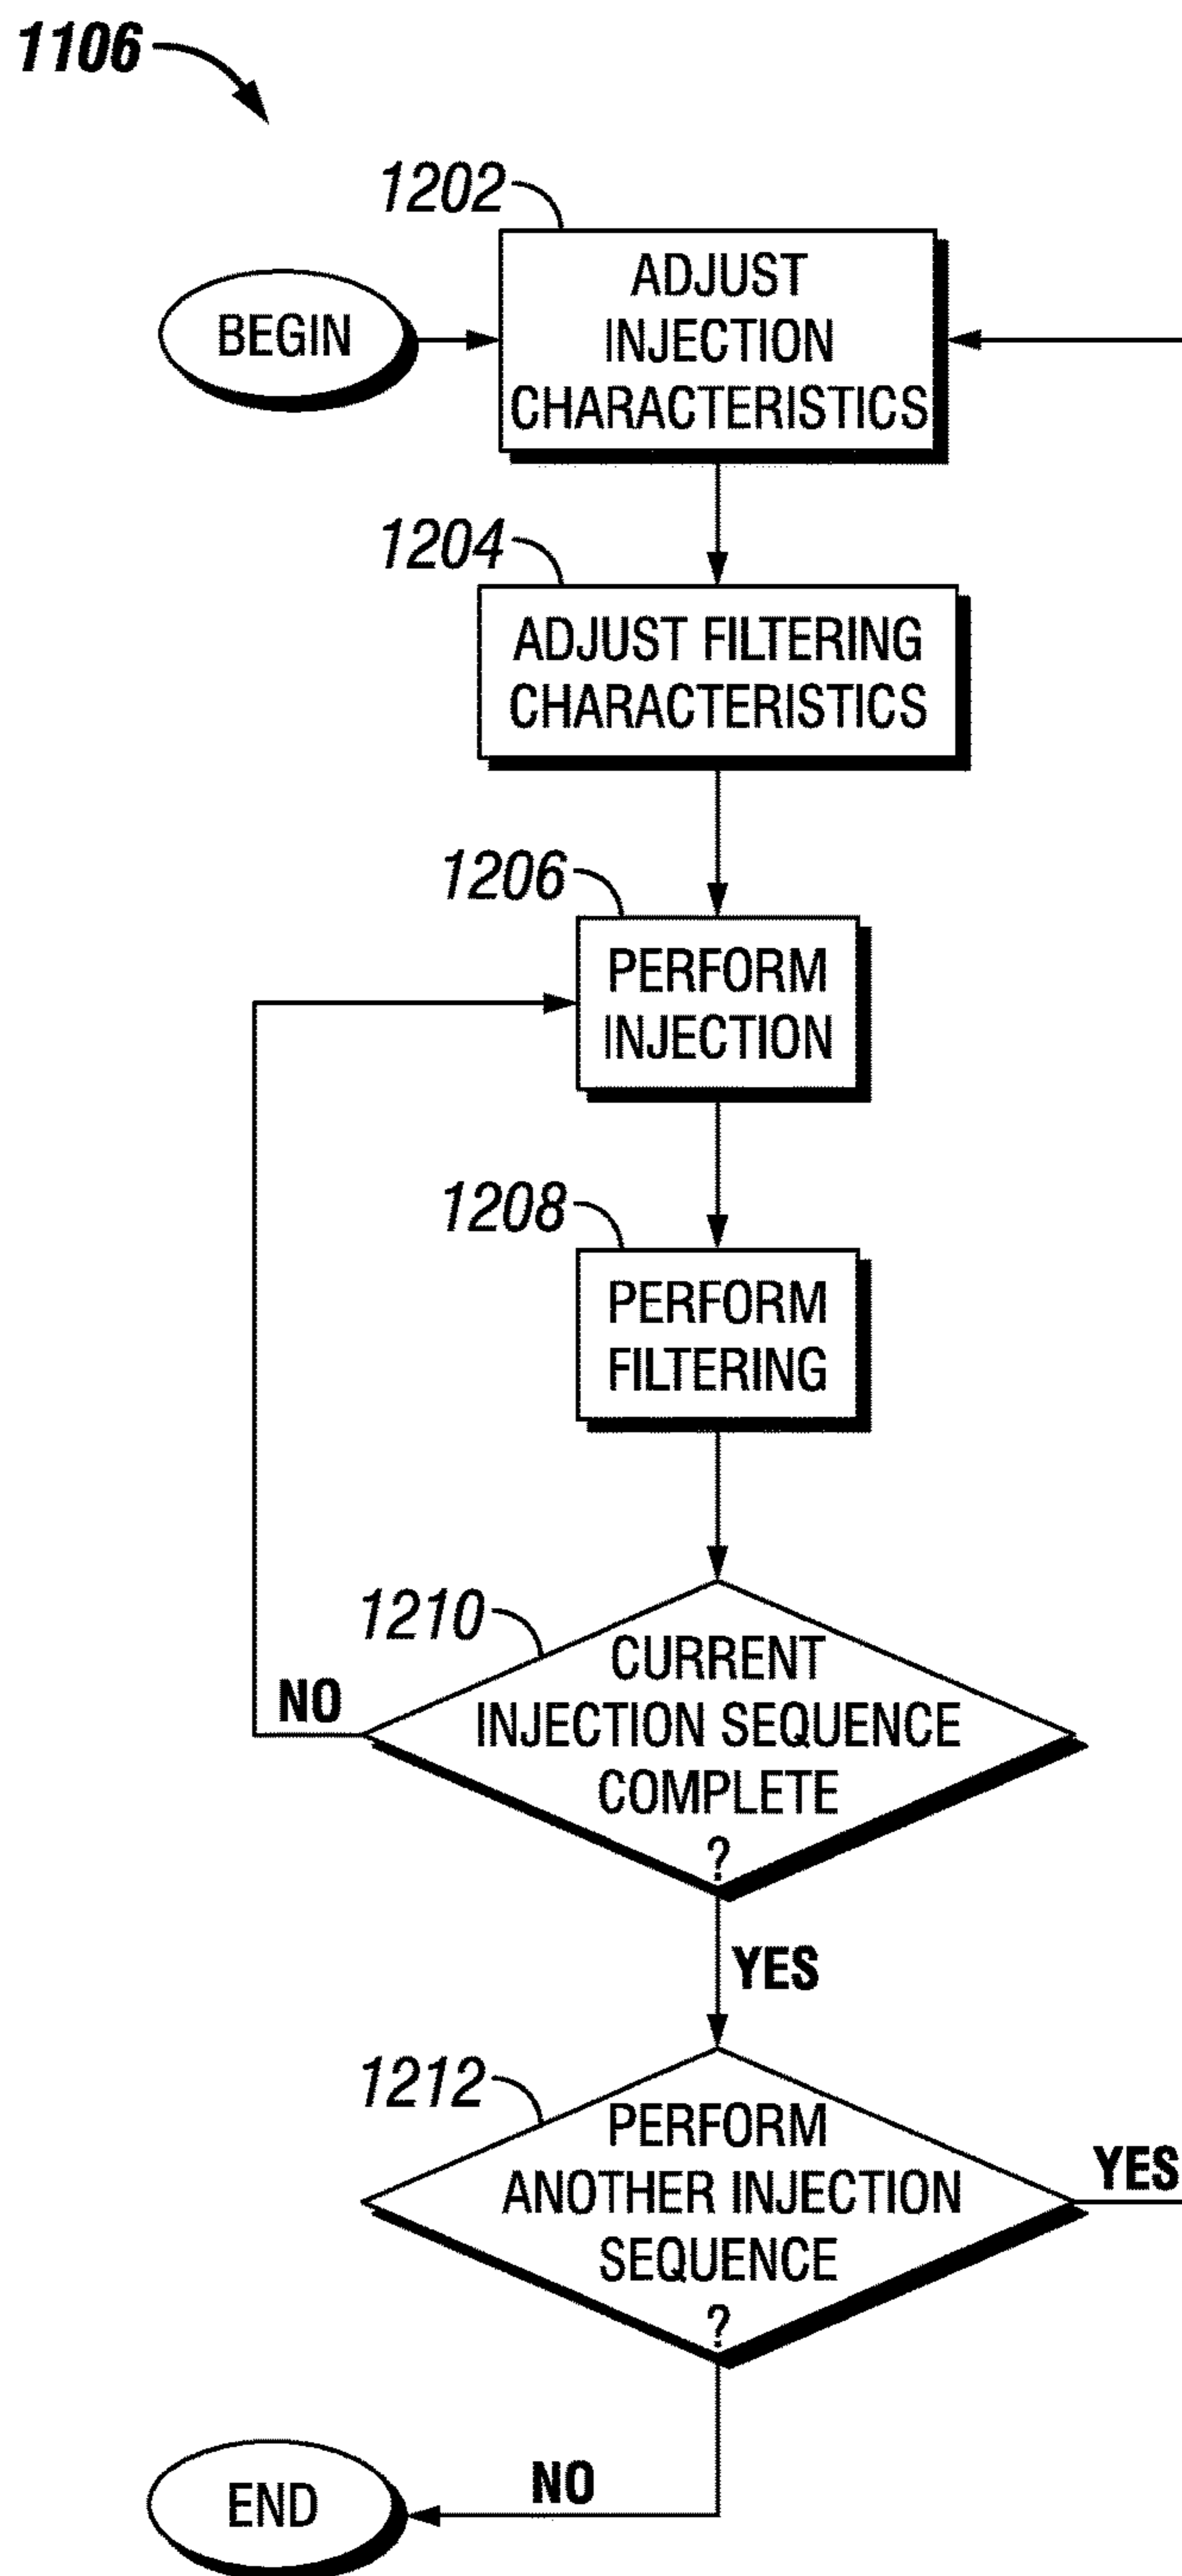 1106
1202
BEGIN
ADJUST
INJECTION
CHARACTERISTICS
1204
ADJUST FILTERING
CHARACTERISTICS
1206
PERFORM
INJECTION
1208
PERFORM
FILTERING
1210
CURRENT
INJECTION SEQUENCE
COMPLETE
?
NO
YES
1212
PERFORM
ANOTHER INJECTION
SEQUENCE
?
YES
NO
END